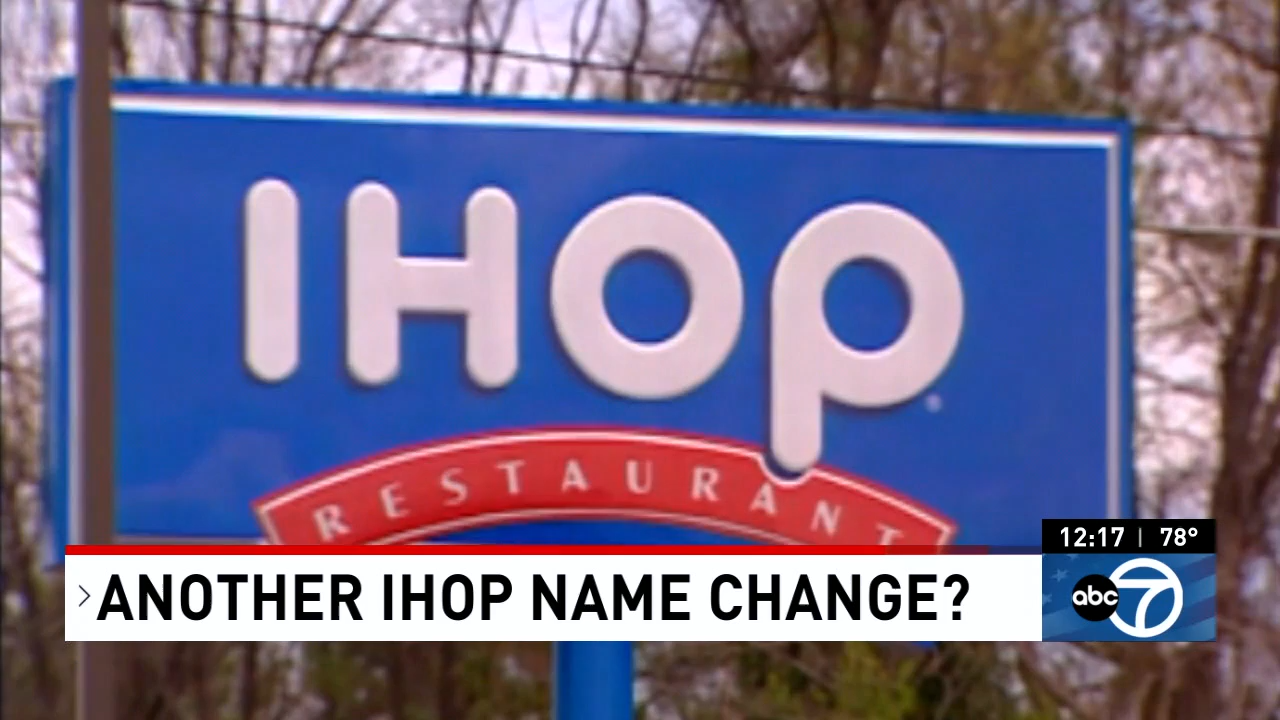 IHOP
RESTAURANT
ANOTHER IHOP NAME CHANGE?
12:17 | 78°
abc 7